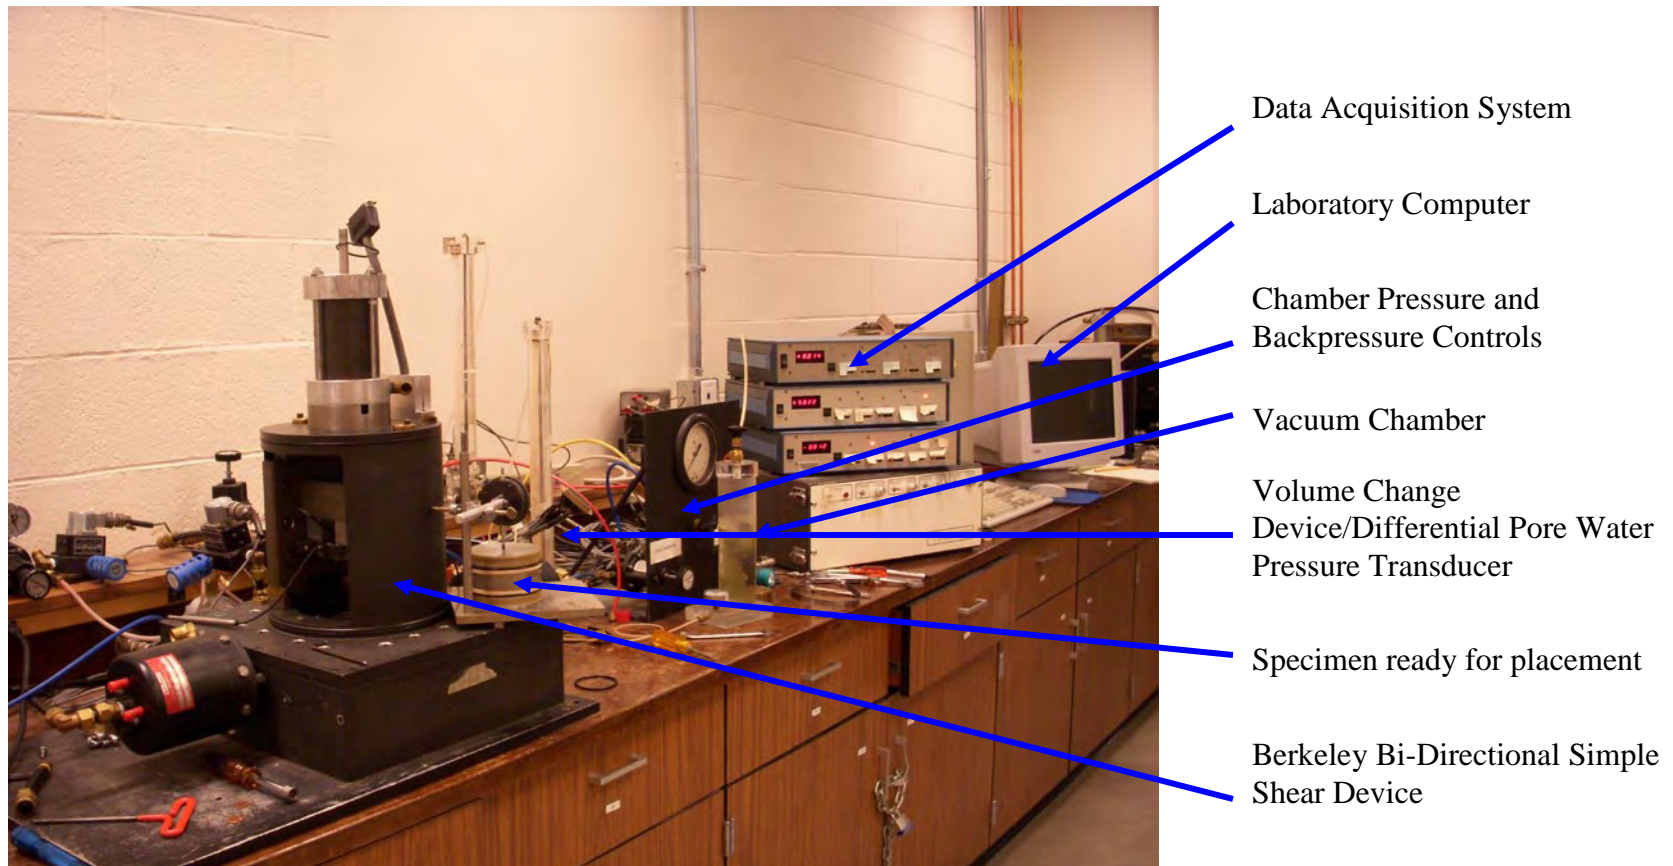 Data Acquisition System
Laboratory Computer
Chamber Pressure and
Backpressure Controls
Vacuum Chamber
Volume Change
Device/Differential Pore Water
Pressure Transducer
Specimen ready for placement
Berkeley Bi-Directional Simple
Shear Device